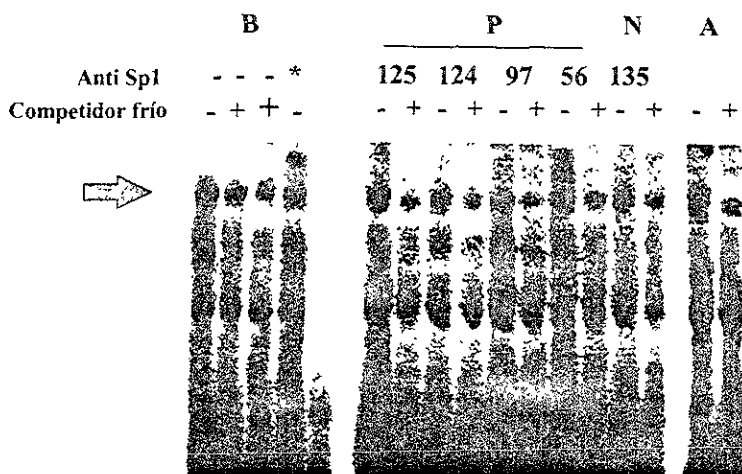 B P N A
Anti Sp1 - - - * 125 124 97 56 135
Competidor frío - + + - - + - + - + - + - + - +